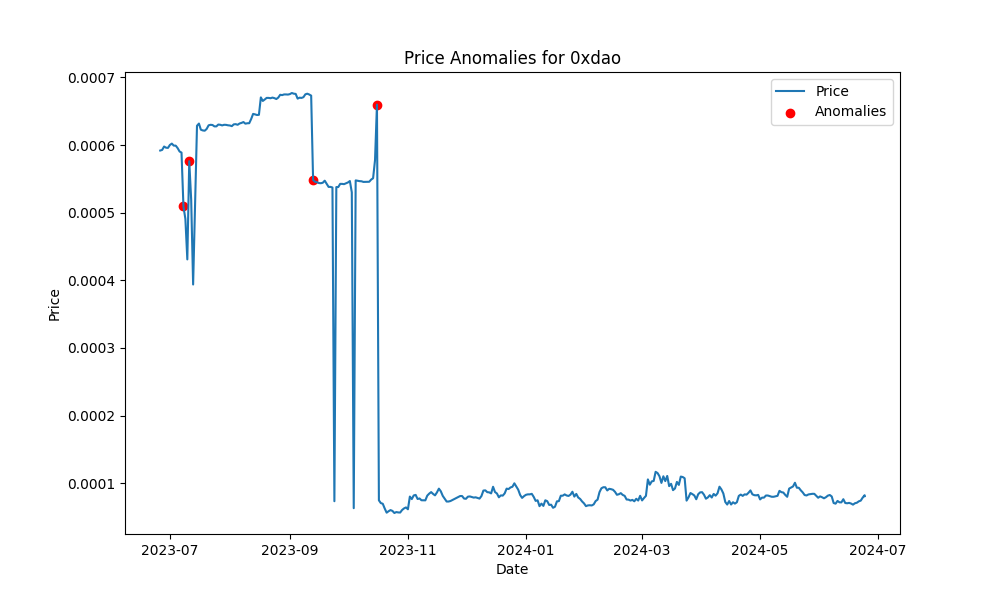 Price Anomalies for 0xdao
Price
Anomalies
0.0007
0.0006
0.0005
0.0004
0.0003
0.0002
0.0001
Price
2023-07 2023-09 2023-11 2024-01 2024-03 2024-05 2024-07
Date